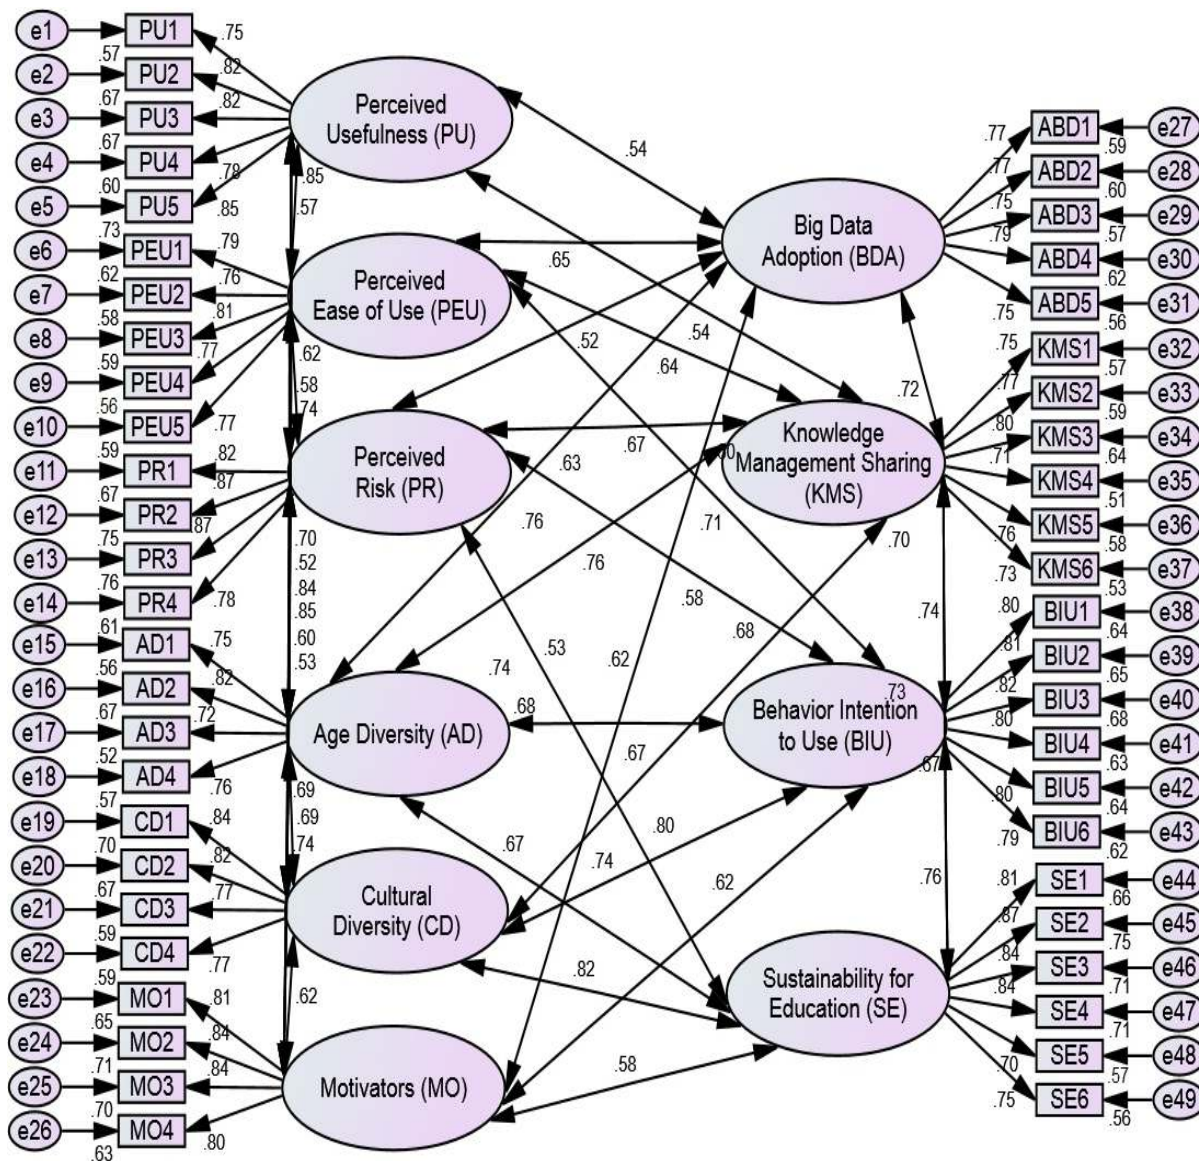 e1
PU1
.75
.57
e2
PU2
.82
.67
e3
PU3
.82
.67
e4
PU4
.78
.60
e5
PU5
.85
.73
e6
PEU1
.79
.62
e7
PEU2
.76
.58
e8
PEU3
.81
.59
e9
PEU4
.77
.56
e10
PEU5
.77
.59
e11
PR1
.82
.67
e12
PR2
.87
.75
e13
PR3
.87
.76
e14
PR4
.78
.61
e15
AD1
.75
.56
e16
AD2
.82
.67
e17
AD3
.72
.52
e18
AD4
.76
.57
e19
CD1
.84
.70
e20
CD2
.82
.67
e21
CD3
.77
.59
e22
CD4
.77
.59
e23
MO1
.81
.65
e24
MO2
.84
.71
e25
MO3
.84
.70
e26
MO4
.80
.63
Perceived
Usefulness (PU)
.85
.57
Perceived
Ease of Use (PEU)
.62
.58
.74
Perceived
Risk (PR)
.70
.52
.84
.85
.60
.53
Age Diversity (AD)
.69
.69
.74
Cultural
Diversity (CD)
.62
Motivators (MO)
.54
.65
.54
.52
.64
.67
.63
.76
.71
.76
.70
.58
.68
.53
.62
.74
.68
.73
.67
.67
.67
.80
.74
.62
.82
.58
Big Data
Adoption (BDA)
.72
Knowledge
Management Sharing
(KMS)
.74
Behavior Intention
to Use (BIU)
.76
Sustainability for
Education (SE)
.77
ABD1
e27
.59
.77
ABD2
e28
.60
.75
ABD3
e29
.57
.79
ABD4
e30
.62
.75
ABD5
e31
.56
.75
KMS1
e32
.57
.77
KMS2
e33
.59
.80
KMS3
e34
.64
.71
KMS4
e35
.51
.76
KMS5
e36
.58
.73
KMS6
e37
.53
.80
BIU1
e38
.64
.81
BIU2
e39
.65
.82
BIU3
e40
.68
.80
BIU4
e41
.63
.80
BIU5
e42
.64
.79
BIU6
e43
.62
.81
SE1
e44
.66
.87
SE2
e45
.75
.84
SE3
e46
.71
.84
SE4
e47
.71
.70
SE5
e48
.57
.75
SE6
e49
.56